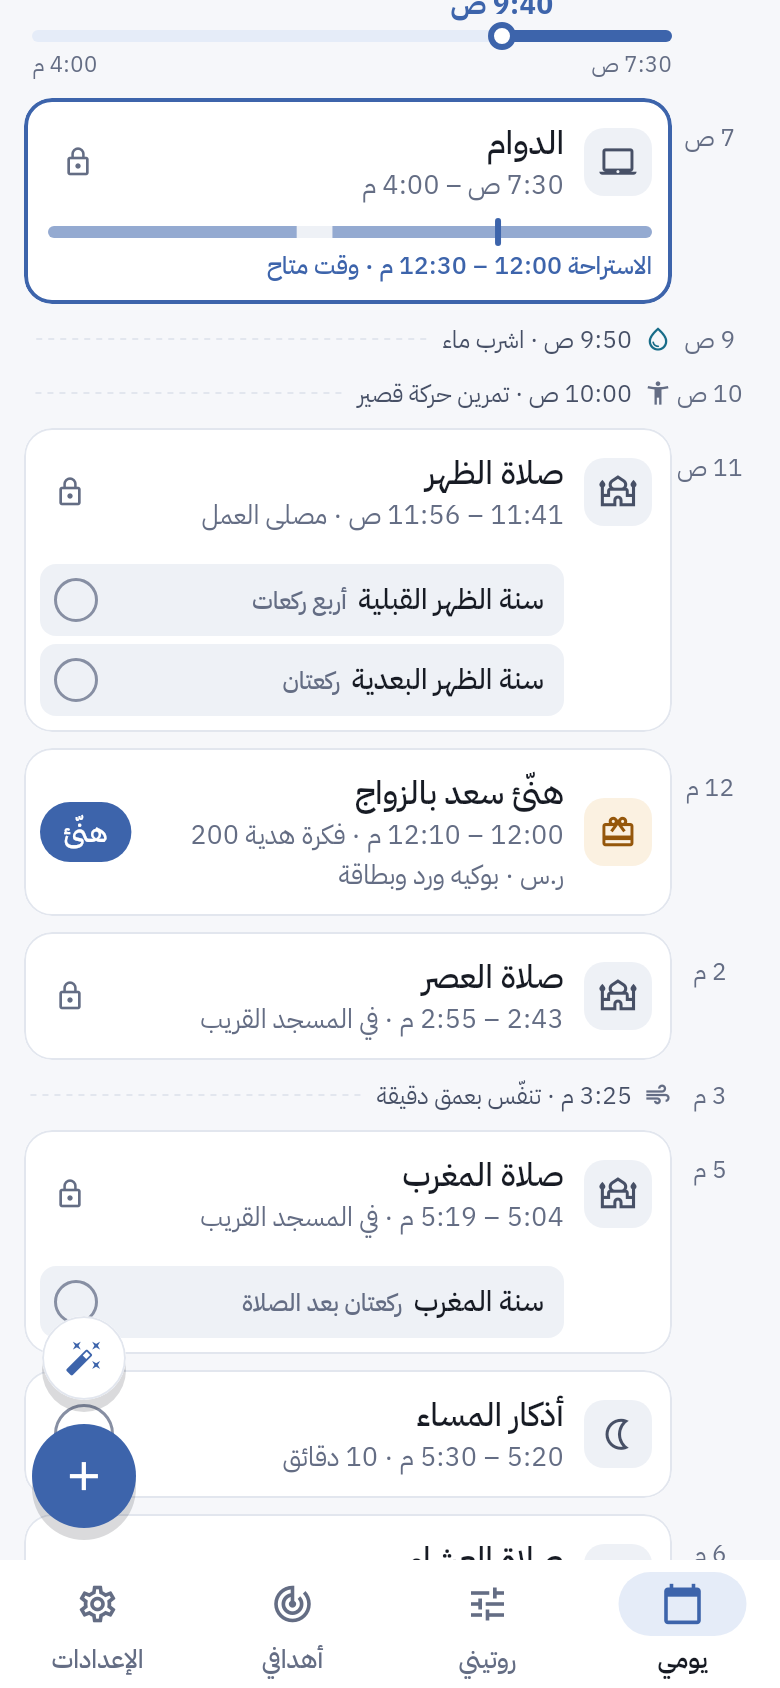 9:40 ص
7:30 ص
4:00 م
7 ص
الدوام
7:30 ص – 4:00 م
الاستراحة 12:00 – 12:30 م · وقت متاح
9 ص
9:50 ص · اشرب ماء
10 ص
10:00 ص · تمرين حركة قصير
11 ص
صلاة الظهر
11:41 – 11:56 ص · مصلى العمل
سنة الظهر القبلية أربع ركعات
سنة الظهر البعدية ركعتان
12 م
هنّئ سعد بالزواج
12:00 – 12:10 م · فكرة هدية 200
ر.س · بوكيه ورد وبطاقة
هنّئ
2 م
صلاة العصر
2:43 – 2:55 م · في المسجد القريب
3 م
3:25 م · تنفّس بعمق دقيقة
5 م
صلاة المغرب
5:04 – 5:19 م · في المسجد القريب
سنة المغرب ركعتان بعد الصلاة
أذكار المساء
5:20 – 5:30 م · 10 دقائق
6 م
صلاة العشاء
يومي
روتيني
أهدافي
الإعدادات